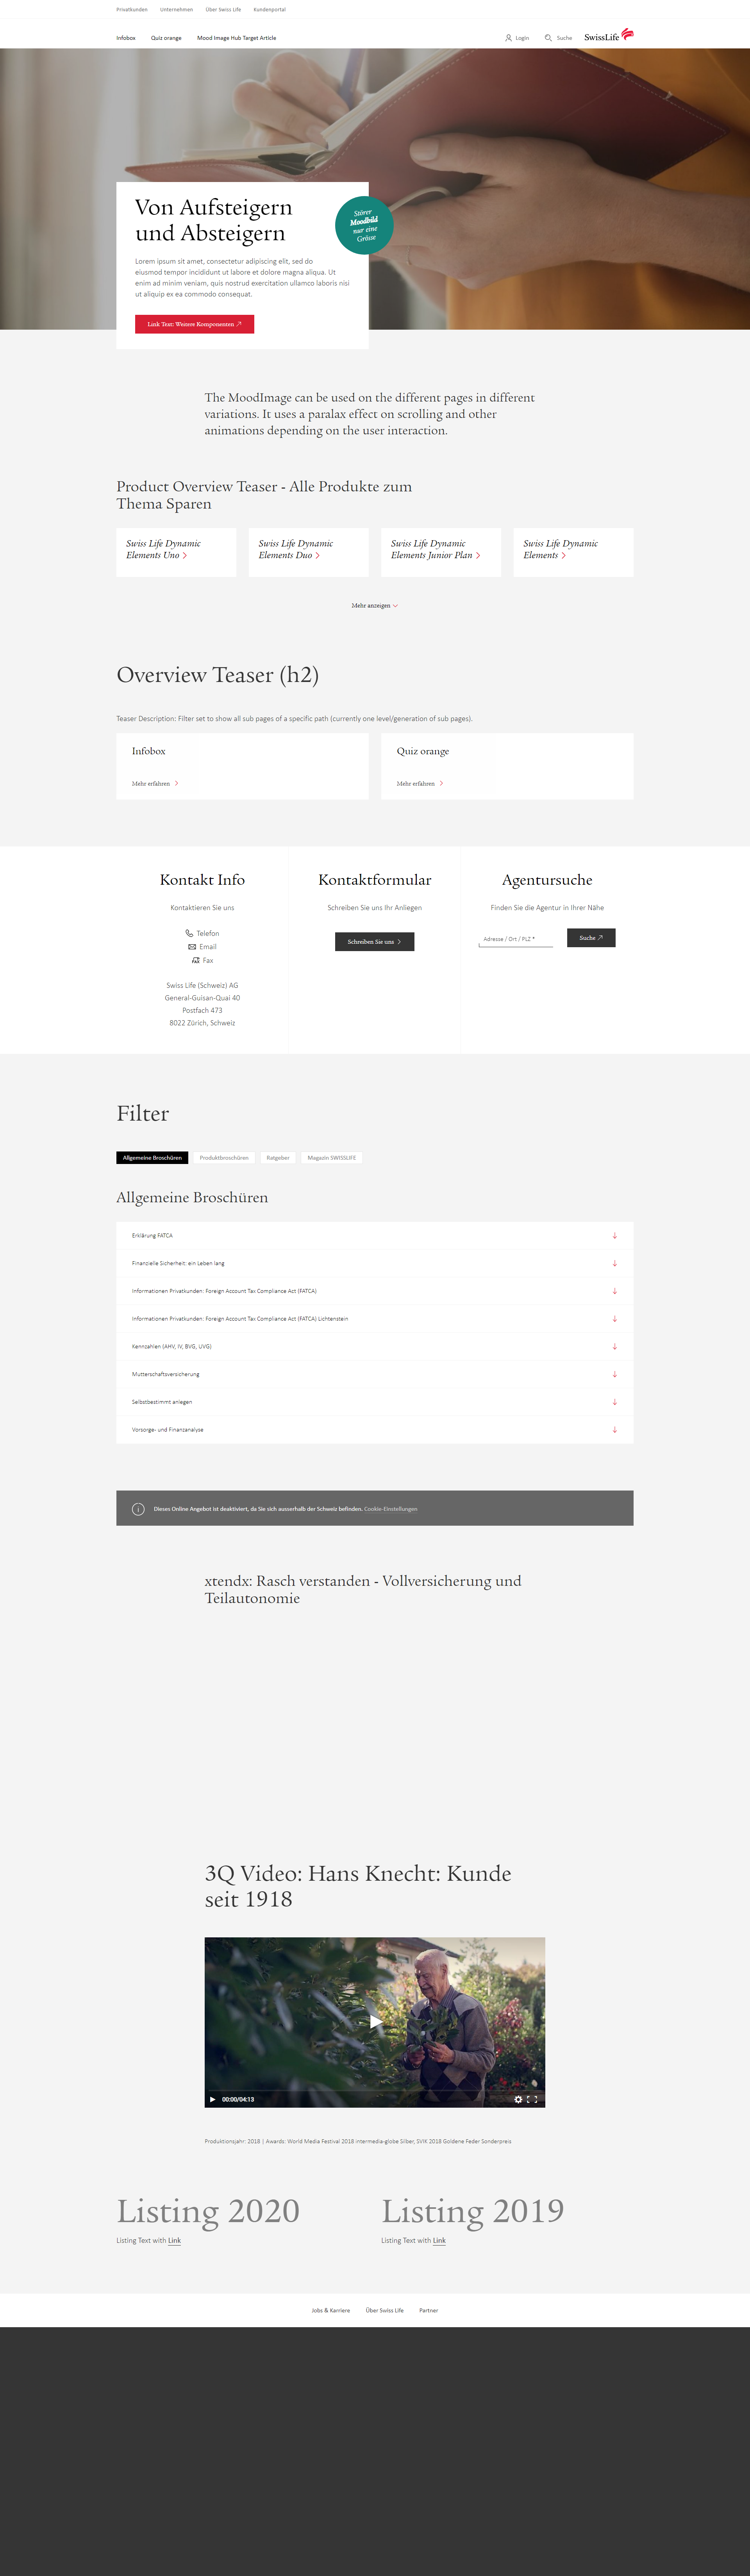 Privatkunden Unternehmen Über Swiss Life Kundenportal
Infobox Quiz orange Mood Image Hub Target Article Login Suche SwissLife
Von Aufsteigern
und Absteigern
Störer
Moodbild
nur eine
Grösse
Lorem ipsum sit amet, consectetur adipiscing elit, sed do
eiusmod tempor incididunt ut labore et dolore magna aliqua. Ut
enim ad minim veniam, quis nostrud exercitation ullamco laboris nisi
ut aliquip ex ea commodo consequat.
Link Text: Weitere Komponenten
The MoodImage can be used on the different pages in different
variations. It uses a paralax effect on scrolling and other
animations depending on the user interaction.
Product Overview Teaser - Alle Produkte zum
Thema Sparen
Swiss Life Dynamic
Elements Uno
Swiss Life Dynamic
Elements Duo
Swiss Life Dynamic
Elements Junior Plan
Swiss Life Dynamic
Elements
Mehr anzeigen
Overview Teaser (h2)
Teaser Description: Filter set to show all sub pages of a specific path (currently one level/generation of sub pages).
Infobox
Mehr erfahren
Quiz orange
Mehr erfahren
Kontakt Info
Kontaktieren Sie uns
Telefon
Email
Fax
Swiss Life (Schweiz) AG
General-Guisan-Quai 40
Postfach 473
8022 Zürich, Schweiz
Kontaktformular
Schreiben Sie uns Ihr Anliegen
Schreiben Sie uns
Agentursuche
Finden Sie die Agentur in Ihrer Nähe
Adresse / Ort / PLZ *
Suche
Filter
Allgemeine Broschüren Produktbroschüren Ratgeber Magazin SWISSLIFE
Allgemeine Broschüren
Erklärung FATCA
Finanzielle Sicherheit: ein Leben lang
Informationen Privatkunden: Foreign Account Tax Compliance Act (FATCA)
Informationen Privatkunden: Foreign Account Tax Compliance Act (FATCA) Lichtenstein
Kennzahlen (AHV, IV, BVG, UVG)
Mutterschaftsversicherung
Selbstbestimmt anlegen
Vorsorge- und Finanzanalyse
Dieses Online Angebot ist deaktiviert, da Sie sich ausserhalb der Schweiz befinden. Cookie-Einstellungen
xtendx: Rasch verstanden - Vollversicherung und
Teilautonomie
3Q Video: Hans Knecht: Kunde
seit 1918
00:00/04:13
Produktionsjahr: 2018 | Awards: World Media Festival 2018 intermedia-globe Silber, SVIK 2018 Goldene Feder Sonderpreis
Listing 2020
Listing Text with Link
Listing 2019
Listing Text with Link
Jobs & Karriere Über Swiss Life Partner